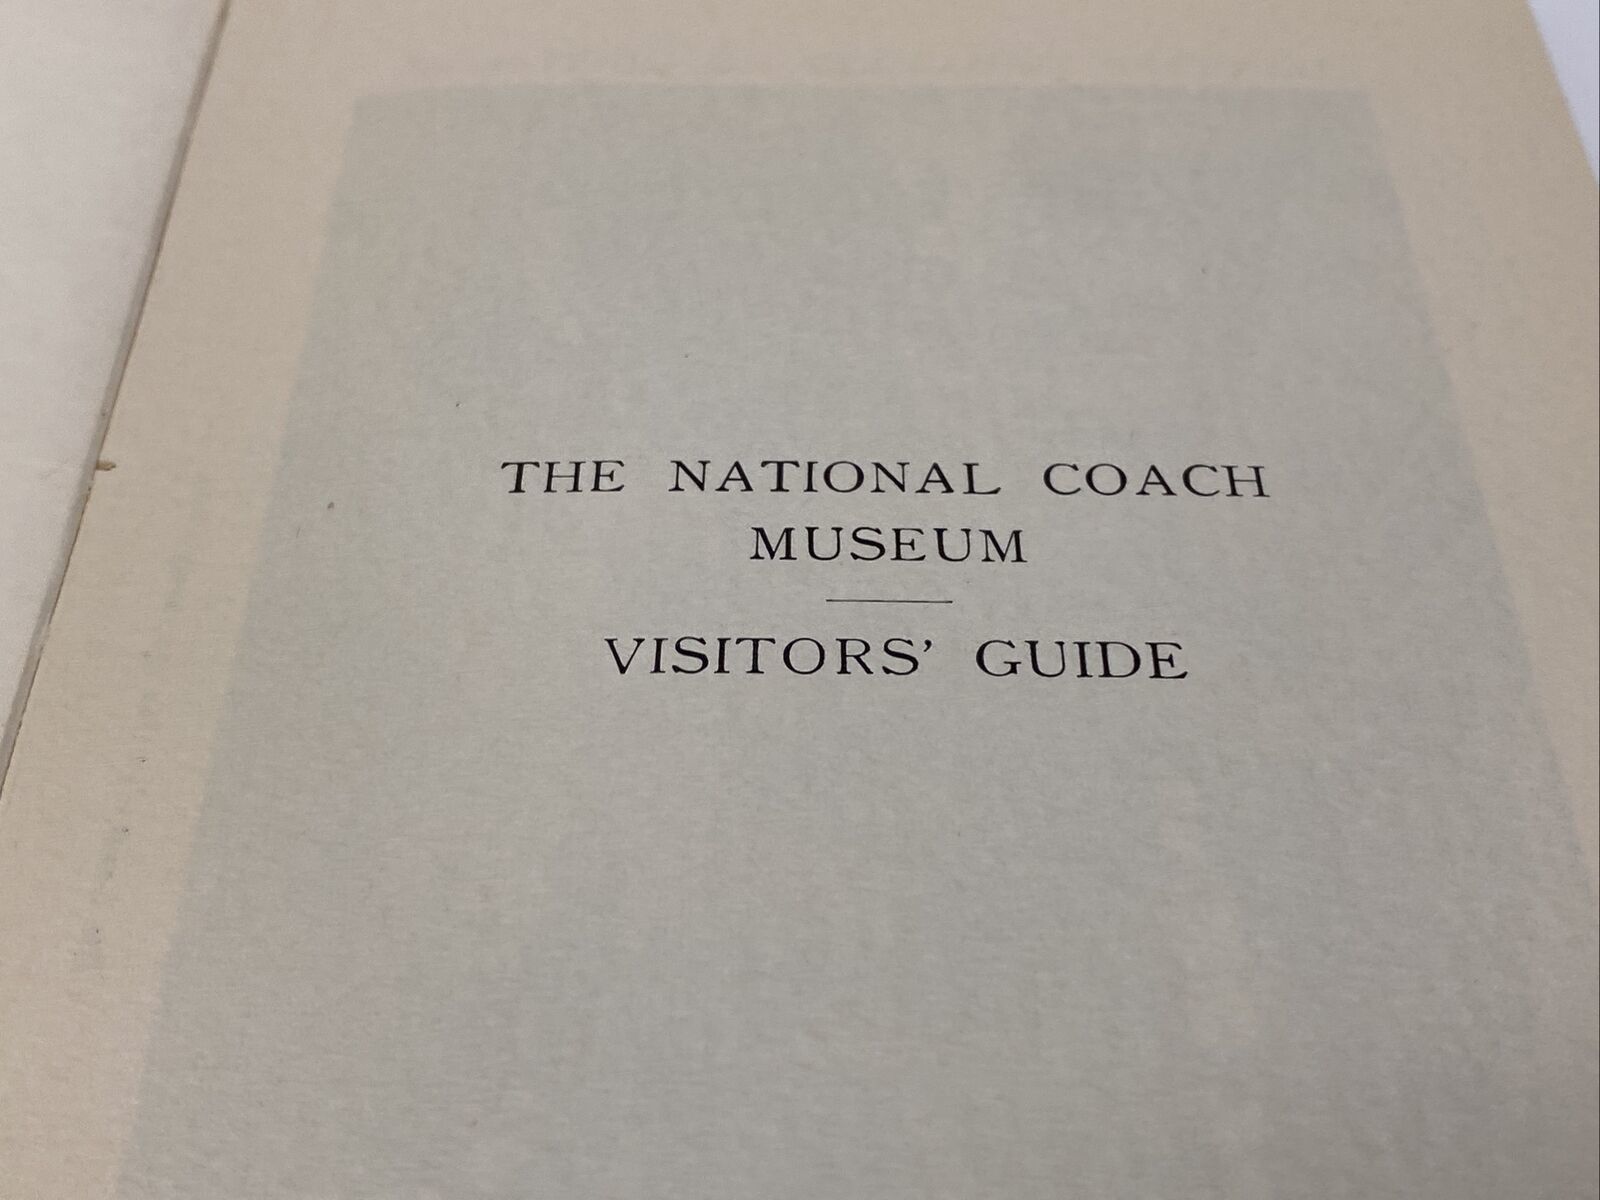 THE NATIONAL COACH
MUSEUM
VISITORS’ GUIDE